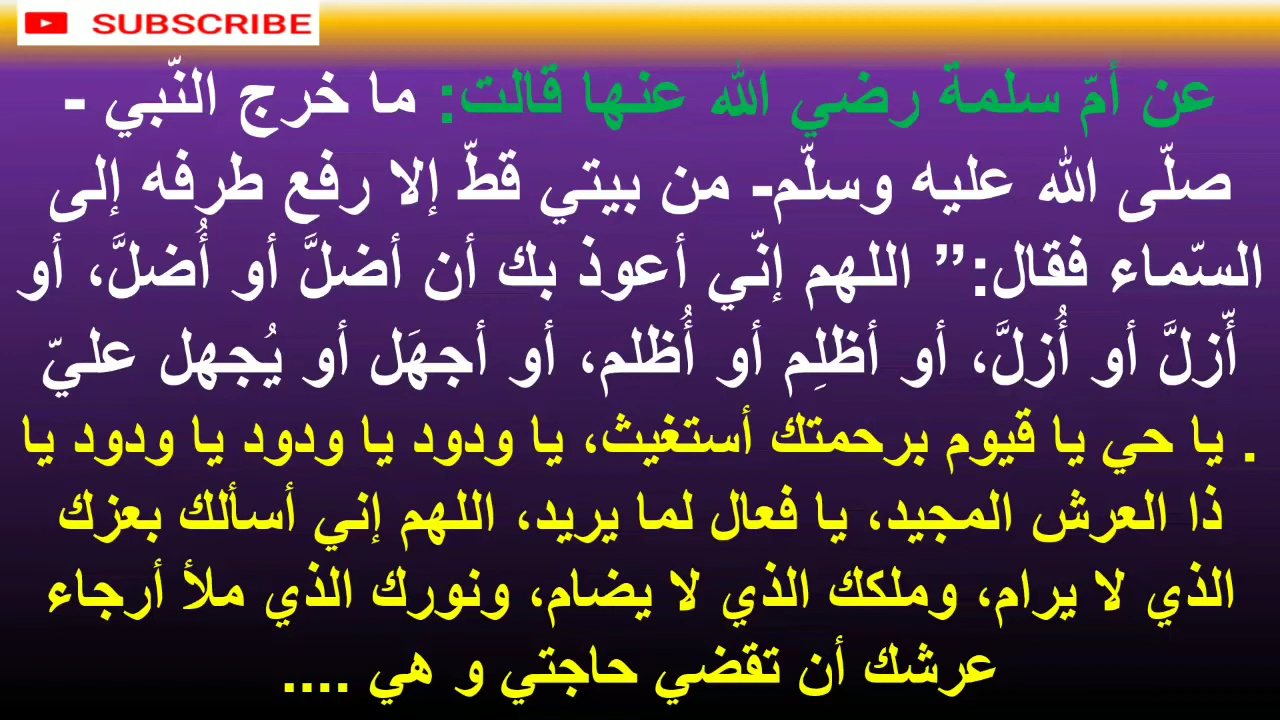 SUBSCRIBE
عن أمّ سلمة رضي الله عنها قالت: ما خرج النّبي -
صلّى الله عليه وسلّم- من بيتي قطّ إلا رفع طرفه إلى
السّماء فقال:” اللهم إنّي أعوذ بك أن أضلَّ أو أُضلَّ، أو
أّزلَّ أو أُزلَّ، أو أظلِم أو أُظلم، أو أجهَل أو يُجهل عليّ
. يا حي يا قيوم برحمتك أستغيث، يا ودود يا ودود يا ودود يا
ذا العرش المجيد، يا فعال لما يريد، اللهم إني أسألك بعزك
الذي لا يرام، وملكك الذي لا يضام، ونورك الذي ملأ أرجاء
عرشك أن تقضي حاجتي و هي ....